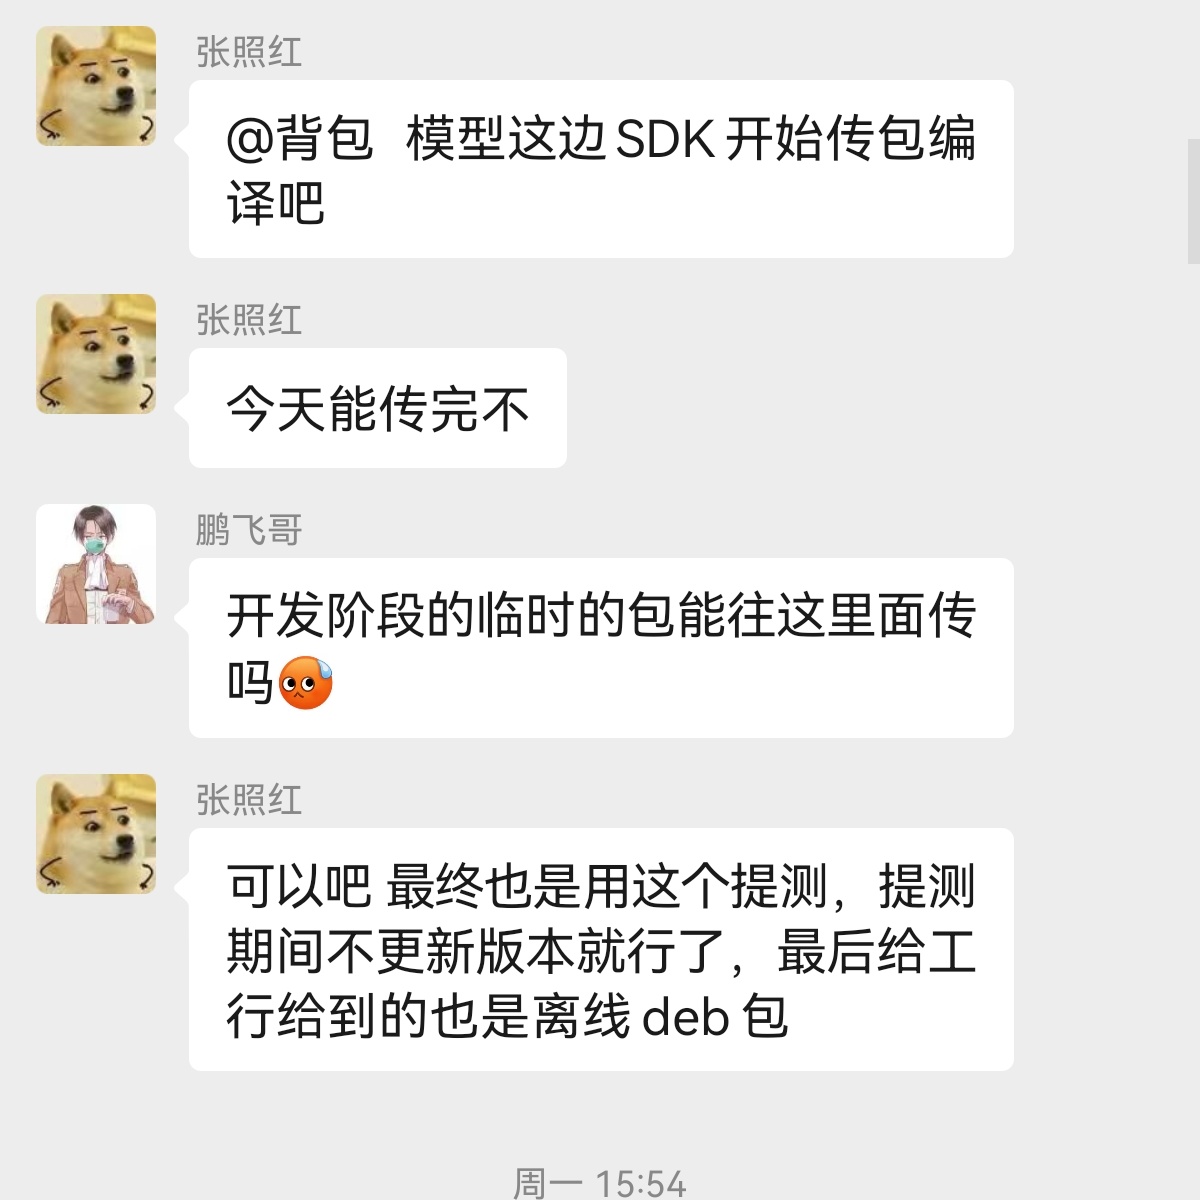 张照红
@背包 模型这边SDK开始传包编
译吧
张照红
今天能传完不
鹏飞哥
开发阶段的临时的包能往这里面传
吗
张照红
可以吧 最终也是用这个提测，提测
期间不更新版本就行了，最后给工
行给到的也是离线deb包
周一 15:54